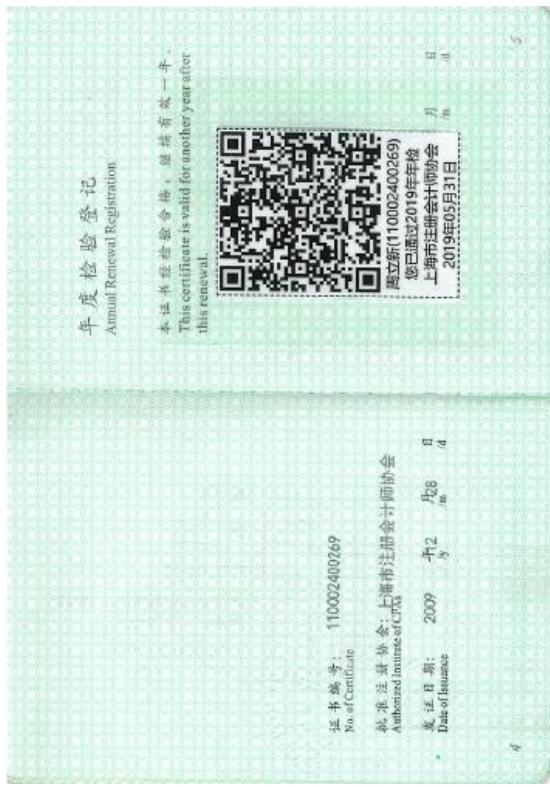 年度检验登记
Annual Renewal Registration
本证书经检验合格，继续有效一年。
This certificate is valid for another year after
this renewal.
周立新(110002400269)
您已通过2019年年检
上海市注册会计师协会
2019年05月31日
月 日
/m /d
5
证书编号： 110002400269
No. of Certificate
批准注册协会： 上海市注册会计师协会
Authorized Institute of CPAs
发证日期： 2009 年12 月28 日
Date of Issuance /y /m /d
4